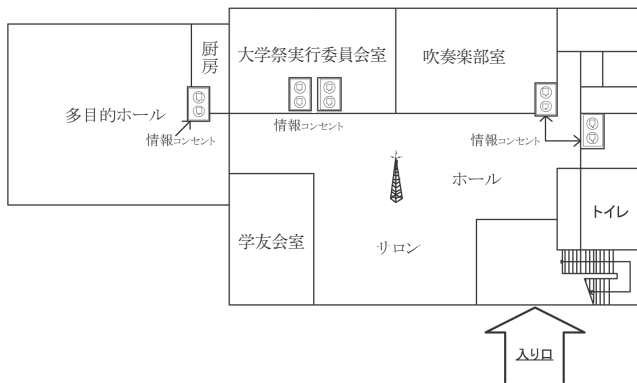 厨房
大学祭実行委員会室
吹奏楽部室
多目的ホール
情報コンセント
情報コンセント
情報コンセント
ホール
トイレ
学友会室
サロン
入り口